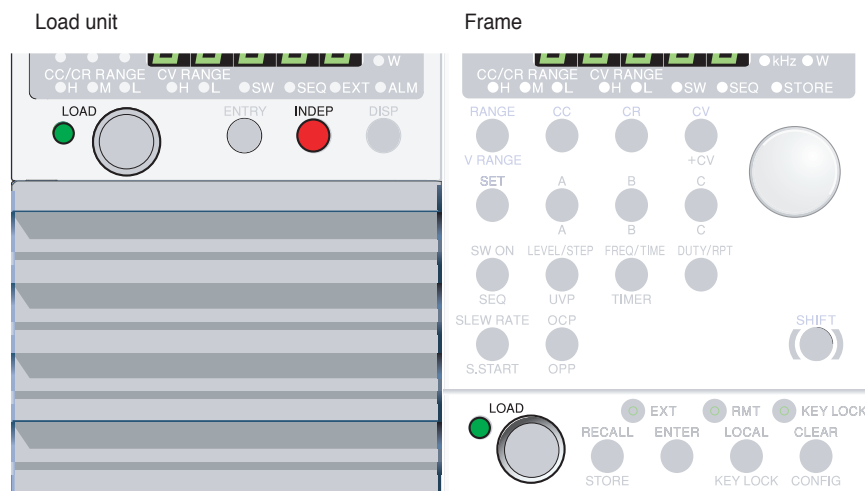 Load unit
W
CC/CR RANGE CV RANGE
H M L H L SW SEQ EXT ALM
LOAD ENTRY INDEP DISP
Frame
kHz W
CC/CR RANGE CV RANGE
H M L H L SW SEQ STORE
RANGE CC CR CV
V RANGE +CV
SET A B C
A B C
SW ON LEVEL/STEP FREQ/TIME DUTY/RPT
SEQ UVP TIMER
SLEW RATE OCP SHIFT
S.START OPP
LOAD EXT RMT KEY LOCK
RECALL ENTER LOCAL CLEAR
STORE KEY LOCK CONFIG